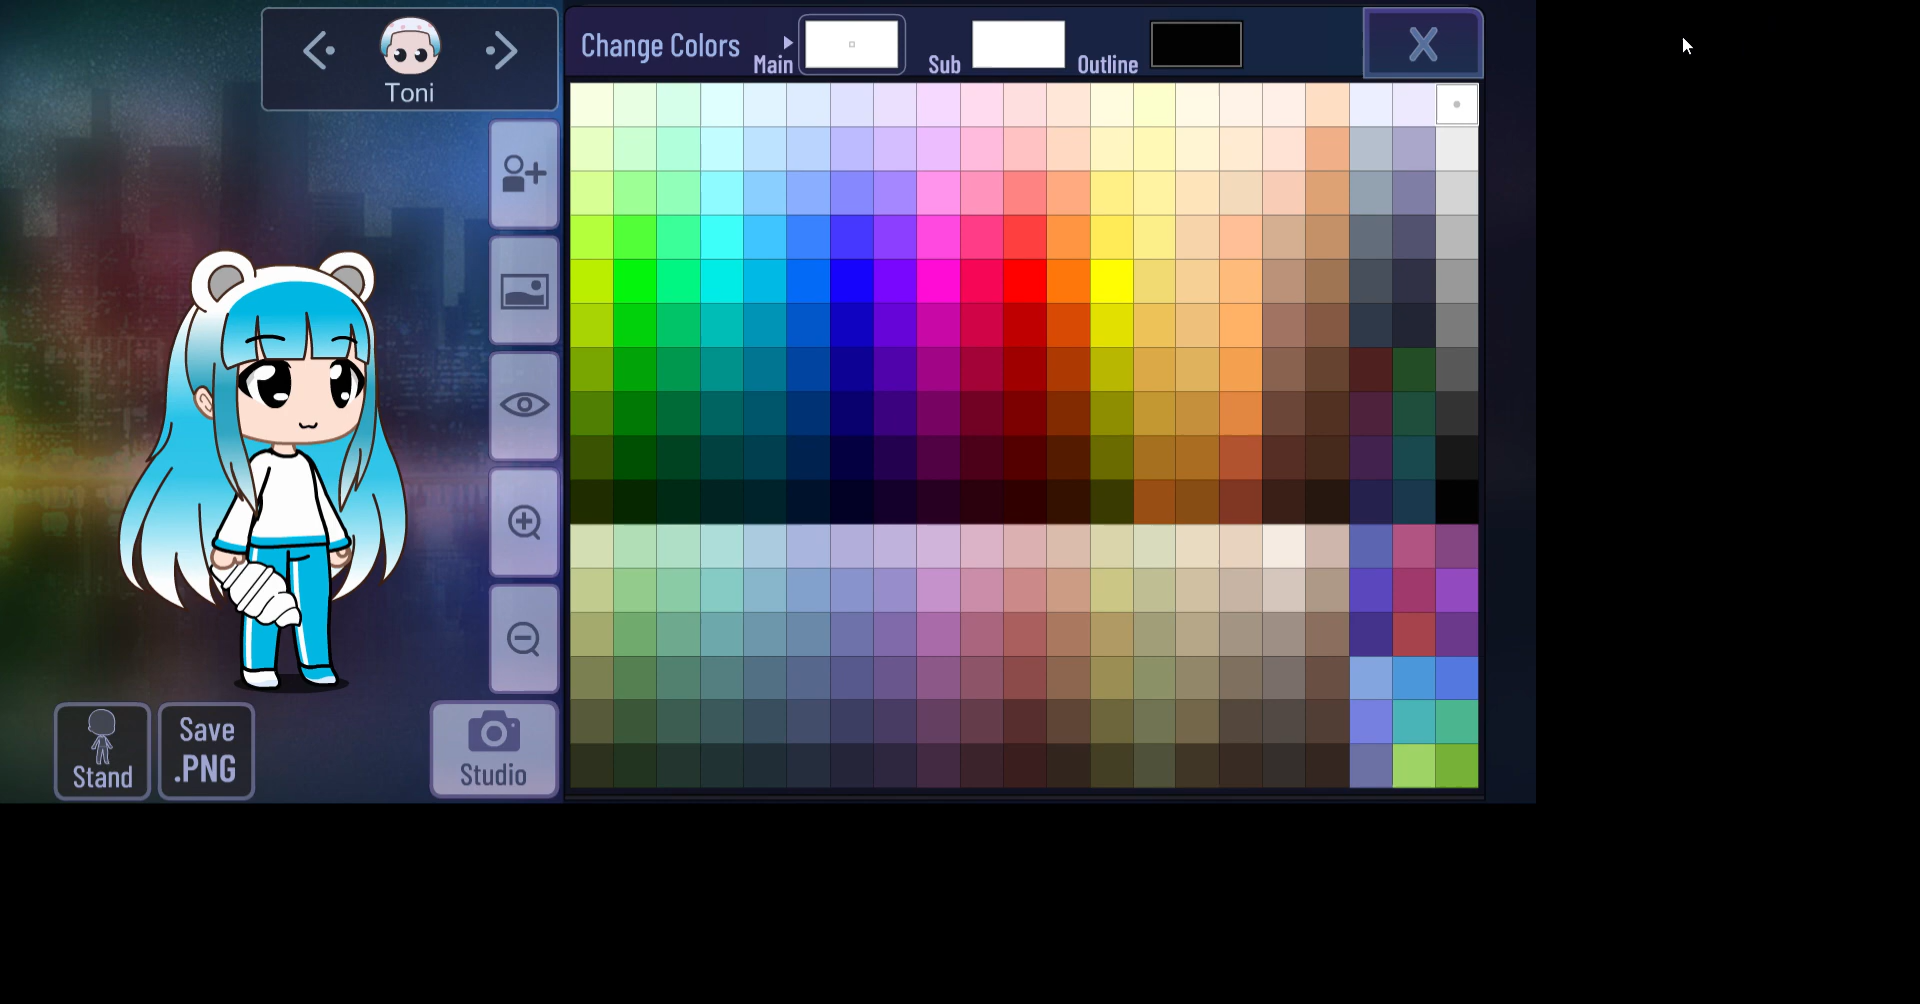 Toni
Change Colors
Main
Sub
Outline
X
Stand
Save
.PNG
Studio